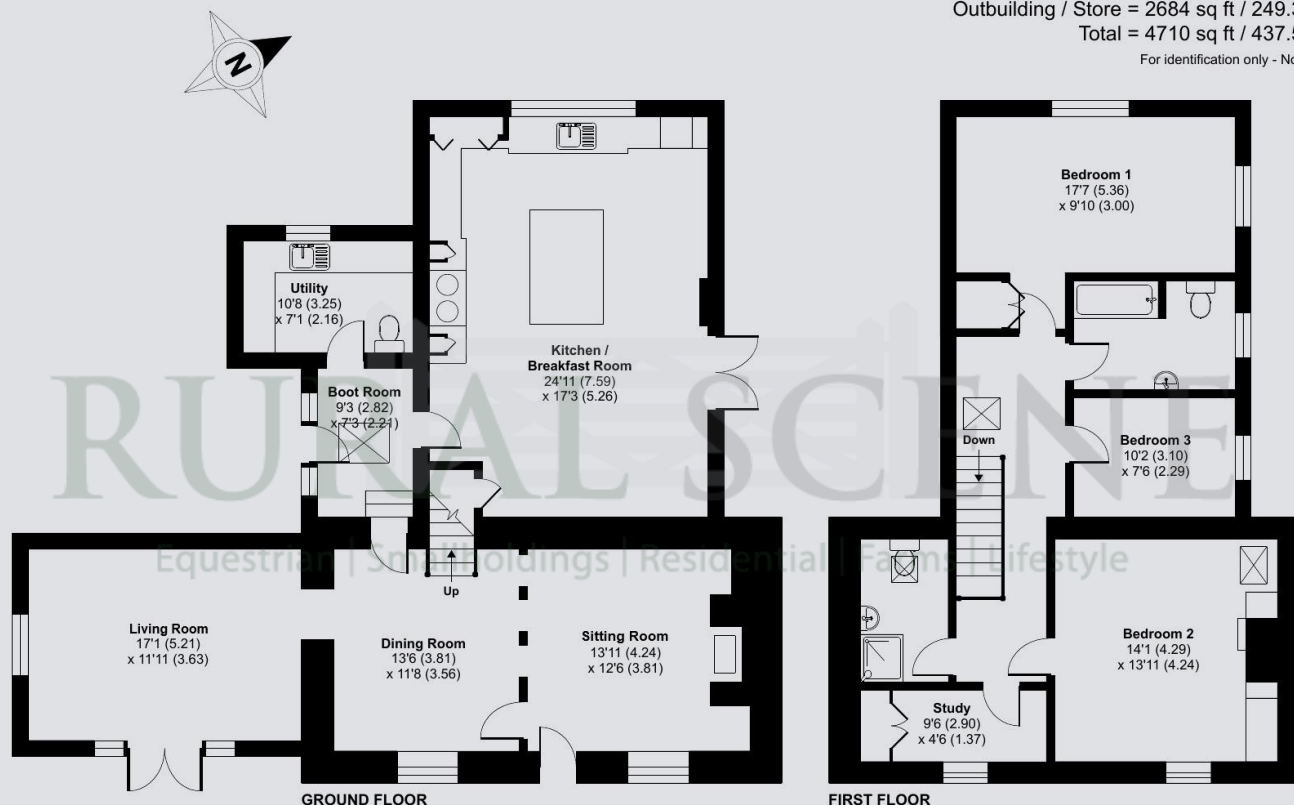 Outbuilding / Store = 2684 sq ft / 249.3
Total = 4710 sq ft / 437.5
For identification only - No
N
Utility
10'8 (3.25)
x 7'1 (2.16)
Boot Room
9'3 (2.82)
x 7'3 (2.21)
Kitchen /
Breakfast Room
24'11 (7.59)
x 17'3 (5.26)
Living Room
17'1 (5.21)
x 11'11 (3.63)
Up
Dining Room
13'6 (3.81)
x 11'8 (3.56)
Sitting Room
13'11 (4.24)
x 12'6 (3.81)
GROUND FLOOR
Bedroom 1
17'7 (5.36)
x 9'10 (3.00)
Down
Bedroom 3
10'2 (3.10)
x 7'6 (2.29)
Bedroom 2
14'1 (4.29)
x 13'11 (4.24)
Study
9'6 (2.90)
x 4'6 (1.37)
FIRST FLOOR
RURAL SCENE
Equestrian | Smallholdings | Residential | Farms | Lifestyle